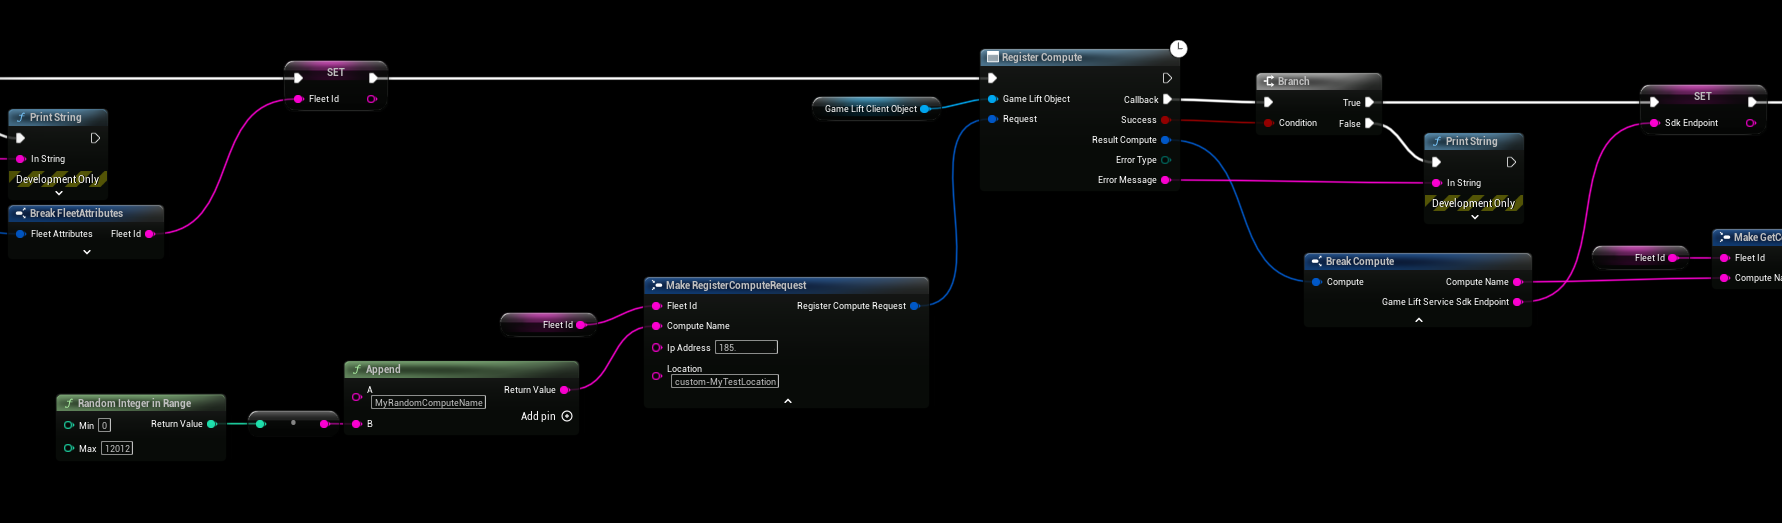 SET
Fleet Id
Print String
In String
Development Only
Break FleetAttributes
Fleet Attributes
Fleet Id
Random Integer in Range
Min 0
Return Value
Max 12012
Append
A
MyRandomComputeName
Return Value
Add pin
B
Fleet Id
Make RegisterComputeRequest
Fleet Id
Register Compute Request
Compute Name
Ip Address 185.
Location
custom-MyTestLocation
Game Lift Client Object
Register Compute
Game Lift Object
Callback
Request
Success
Result Compute
Error Type
Error Message
Branch
True
Condition
False
Print String
In String
Development Only
Break Compute
Compute
Compute Name
Game Lift Service Sdk Endpoint
SET
Sdk Endpoint
Fleet Id
Make GetC
Fleet Id
Compute Na